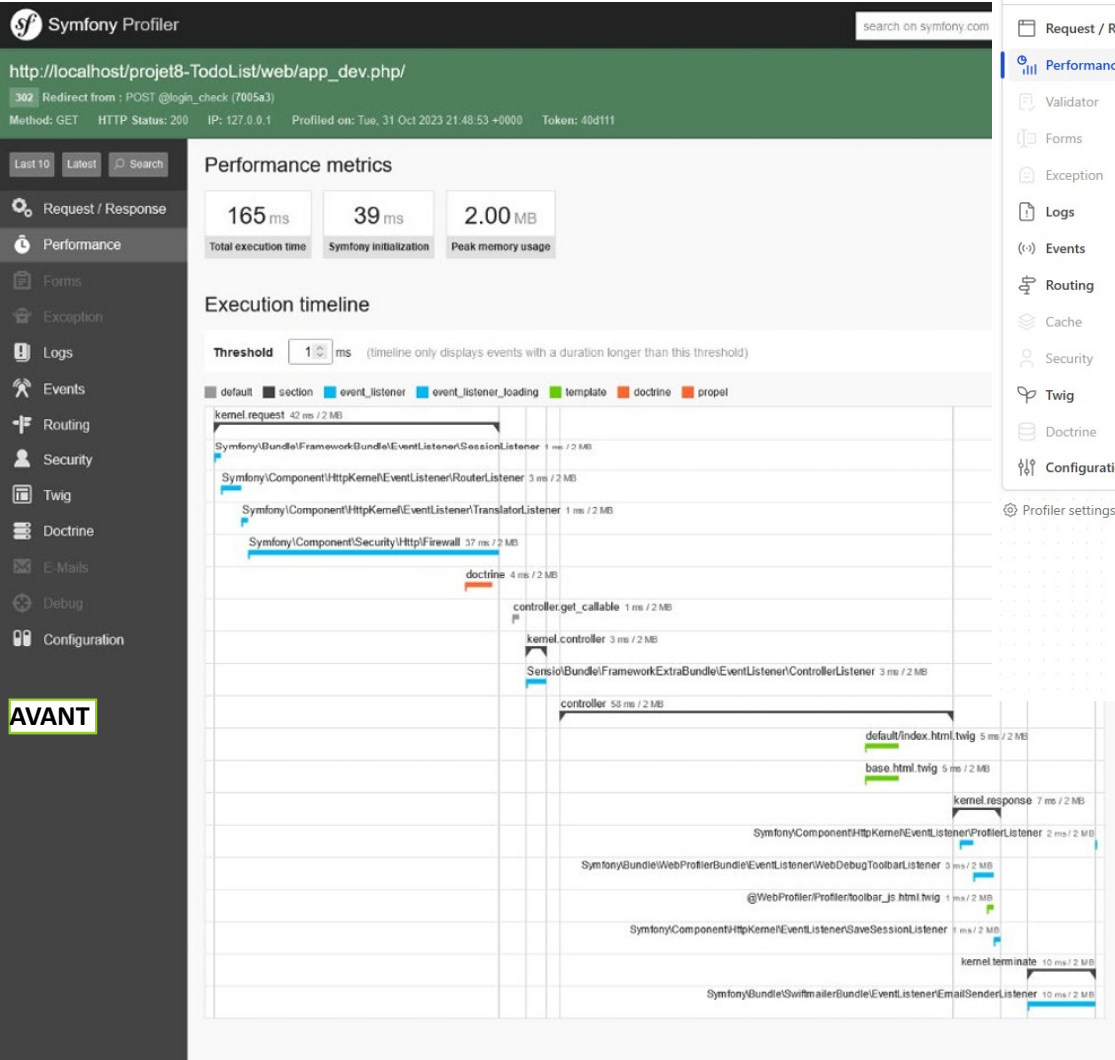 sf Symfony Profiler
search on symfony.com
http://localhost/projet8-TodoList/web/app_dev.php/
302 Redirect from : POST @login_check (7005a3)
Method: GET HTTP Status: 200 IP: 127.0.0.1 Profiled on: Tue, 31 Oct 2023 21:48:53 +0000 Token: 40d111
Last 10 Latest Search
Request / Response
Performance
Forms
Exception
Logs
Events
Routing
Security
Twig
Doctrine
E-Mails
Debug
Configuration
AVANT
Performance metrics
165 ms
Total execution time
39 ms
Symfony initialization
2.00 MB
Peak memory usage
Execution timeline
Threshold 1 ms (timeline only displays events with a duration longer than this threshold)
default section event_listener event_listener_loading template doctrine propel
kernel.request 42 ms / 2 MB
Symfony\Bundle\FrameworkBundle\EventListener\SessionListener 1 ms / 2 MB
Symfony\Component\HttpKernel\EventListener\RouterListener 3 ms / 2 MB
Symfony\Component\HttpKernel\EventListener\TranslatorListener 1 ms / 2 MB
Symfony\Component\Security\Http\Firewall 37 ms / 2 MB
doctrine 4 ms / 2 MB
controller.get_callable 1 ms / 2 MB
kernel.controller 3 ms / 2 MB
Sensio\Bundle\FrameworkExtraBundle\EventListener\ControllerListener 3 ms / 2 MB
controller 58 ms / 2 MB
default/index.html.twig 5 ms / 2 MB
base.html.twig 5 ms / 2 MB
kernel.response 7 ms / 2 MB
Symfony\Component\HttpKernel\EventListener\ProfilerListener 2 ms / 2 MB
Symfony\Bundle\WebProfilerBundle\EventListener\WebDebugToolbarListener 3 ms / 2 MB
@WebProfiler/Profiler/toolbar_js.html.twig 1 ms / 2 MB
Symfony\Component\HttpKernel\EventListener\SaveSessionListener 1 ms / 2 MB
kernel.terminate 10 ms / 2 MB
Symfony\Bundle\SwiftmailerBundle\EventListener\EmailSenderListener 10 ms / 2 MB
Request / R
Performanc
Validator
Forms
Exception
Logs
Events
Routing
Cache
Security
Twig
Doctrine
Configurati
Profiler settings